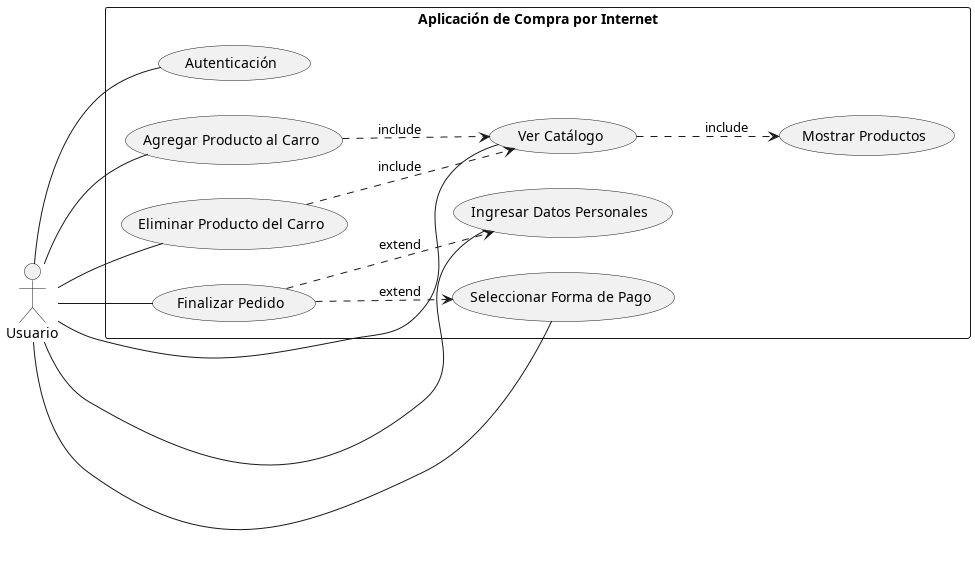 Aplicación de Compra por Internet
Autenticación
Agregar Producto al Carro
include
Ver Catálogo
include
Mostrar Productos
include
Eliminar Producto del Carro
Ingresar Datos Personales
extend
Finalizar Pedido
extend
Seleccionar Forma de Pago
Usuario